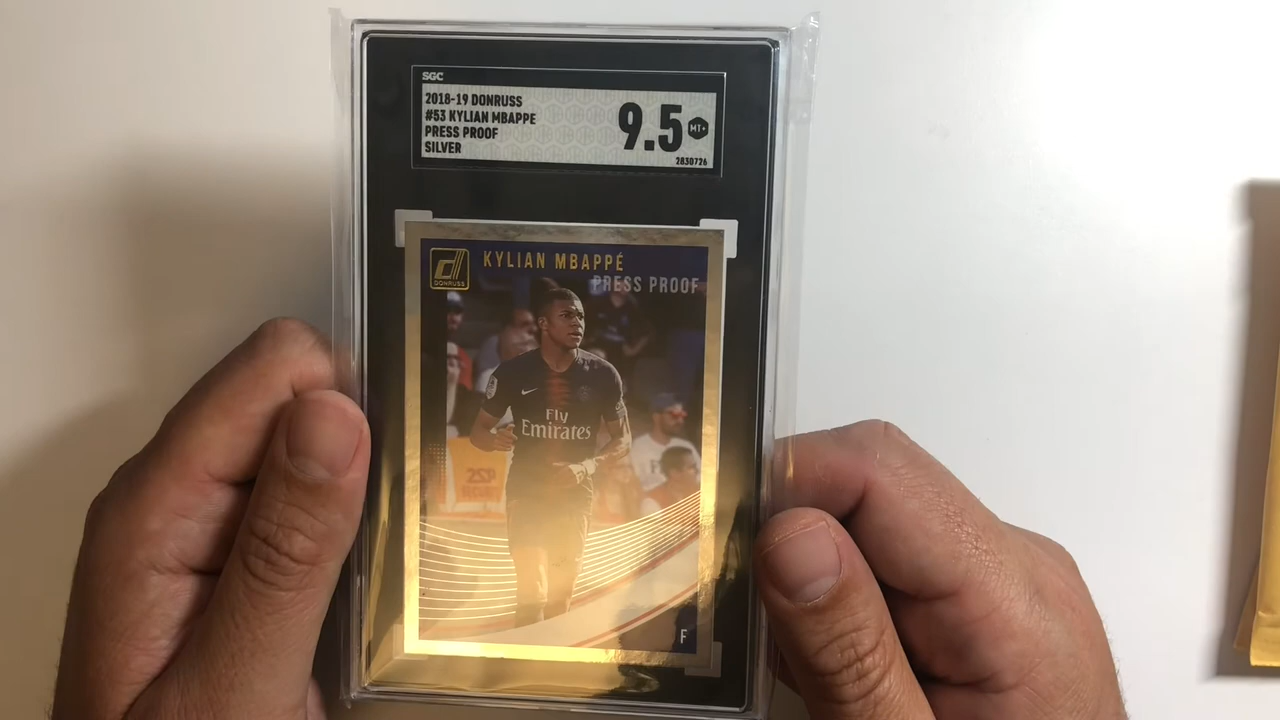 SGC
2018-19 DONRUSS
#53 KYLIAN MBAPPE
PRESS PROOF
SILVER
9.5
MT+
2830726
DONRUSS
KYLIAN MBAPPÉ
PRESS PROOF
Fly
Emirates
F